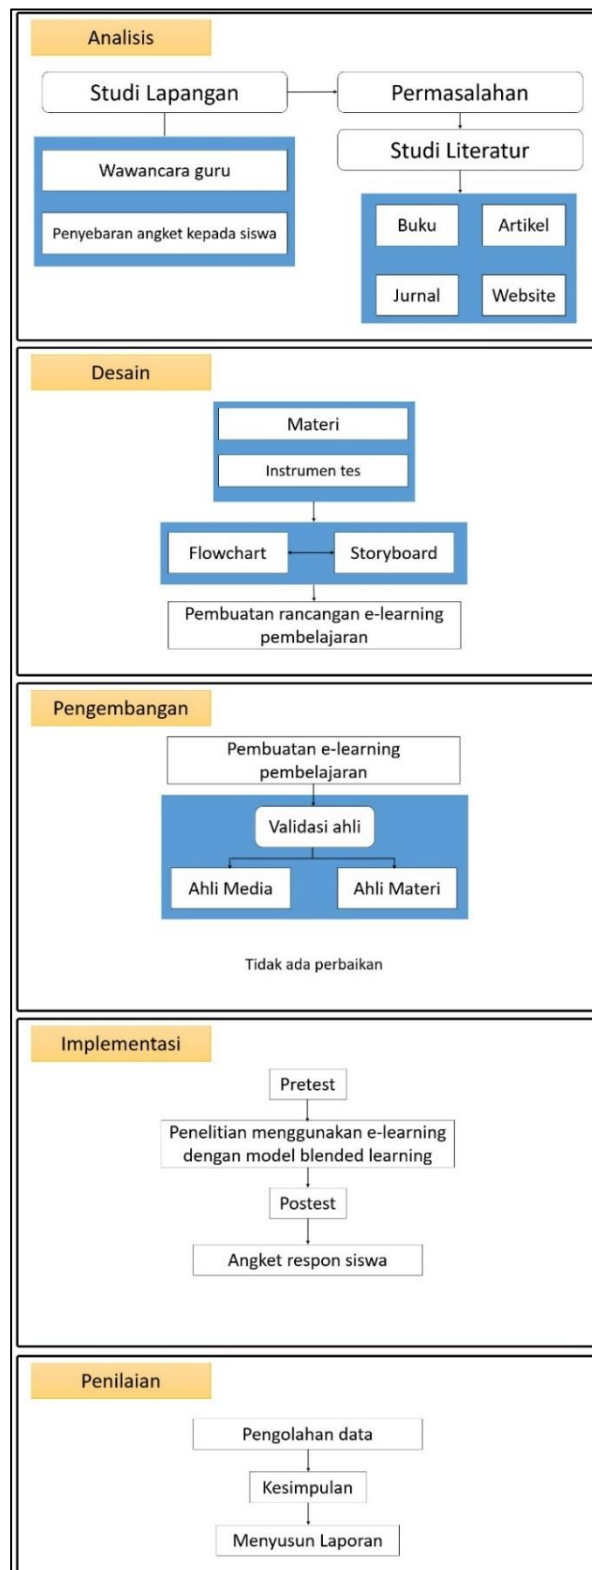 Analisis
Studi Lapangan
Permasalahan
Wawancara guru
Penyebaran angket kepada siswa
Studi Literatur
Buku
Artikel
Jurnal
Website
Desain
Materi
Instrumen tes
Flowchart
Storyboard
Pembuatan rancangan e-learning
pembelajaran
Pengembangan
Pembuatan e-learning
pembelajaran
Validasi ahli
Ahli Media
Ahli Materi
Tidak ada perbaikan
Implementasi
Pretest
Penelitian menggunakan e-learning
dengan model blended learning
Postest
Angket respon siswa
Penilaian
Pengolahan data
Kesimpulan
Menyusun Laporan